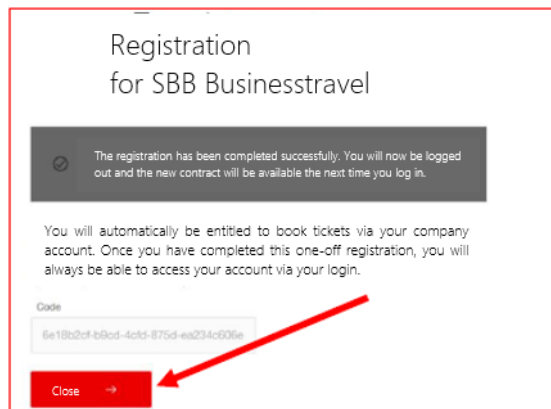 Registration
for SBB Businesstravel
The registration has been completed successfully. You will now be logged
out and the new contract will be available the next time you log in.
You will automatically be entitled to book tickets via your company
account. Once you have completed this one-off registration, you will
always be able to access your account via your login.
Code
6e18b2cf-b9cd-4cfd-875d-ea234c606e
Close →